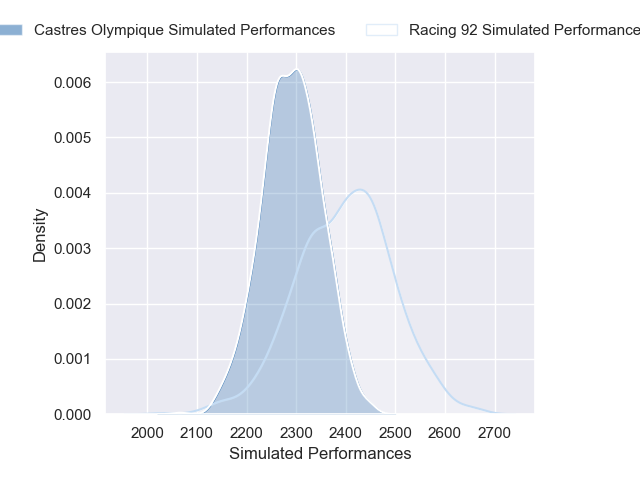 Castres Olympique Simulated Performances
Racing 92 Simulated Performance
0.006
0.005
0.004
0.003
0.002
0.001
0.000
Density
2000 2100 2200 2300 2400 2500 2600 2700
Simulated Performances